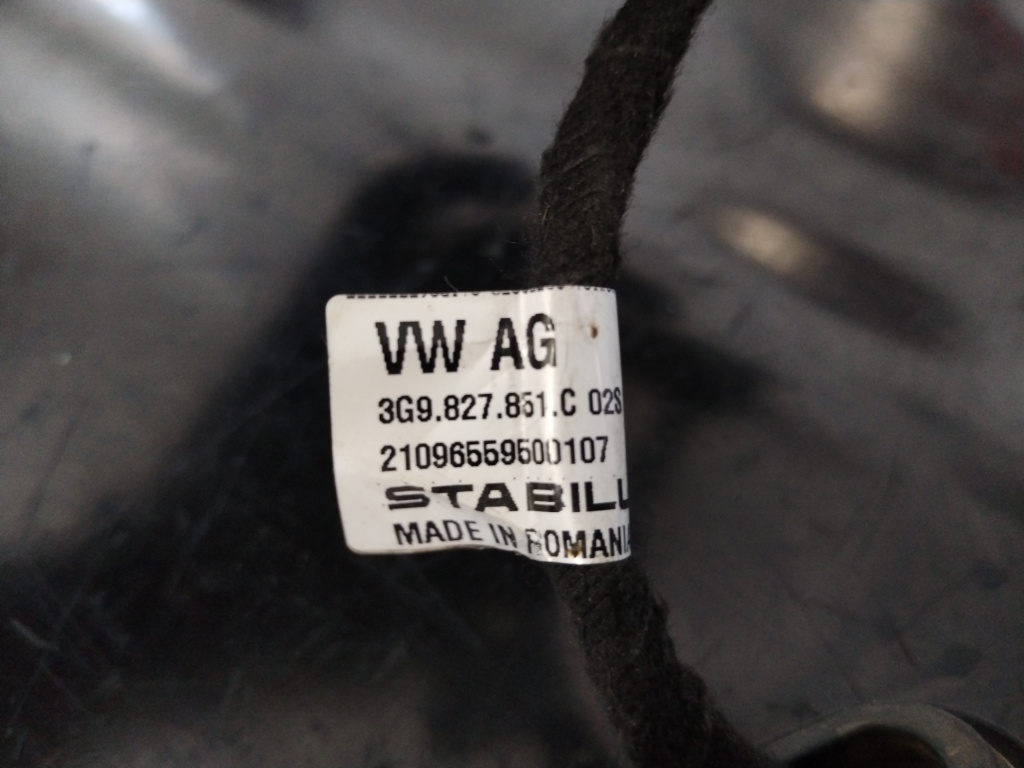 VW AG
3G9.827.851.C 02S
21096559500107
STABILU
MADE IN ROMANIA